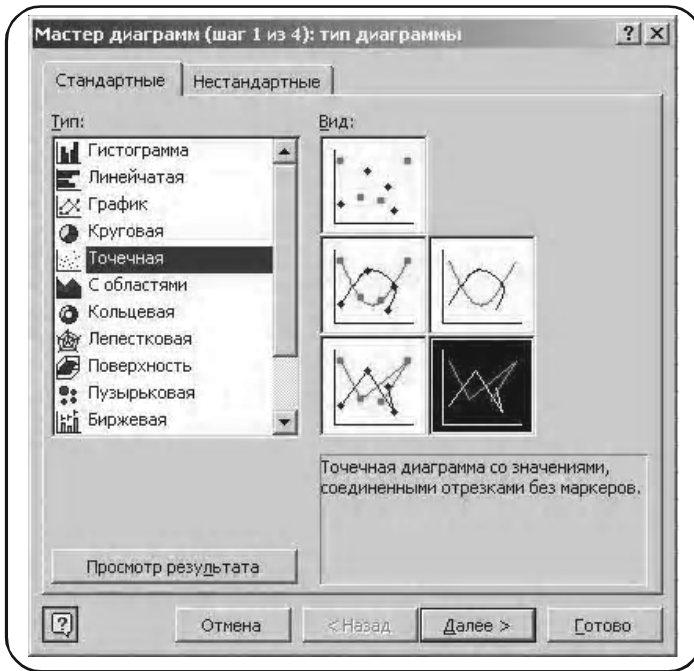 Мастер диаграмм (шаг 1 из 4): тип диаграммы
Стандартные Нестандартные
Тип:
Гистограмма
Линейчатая
График
Круговая
Точечная
С областями
Кольцевая
Лепестковая
Поверхность
Пузырьковая
Биржевая
Вид:
Точечная диаграмма со значениями,
соединенными отрезками без маркеров.
Просмотр результата
Отмена < Назад Далее > Готово